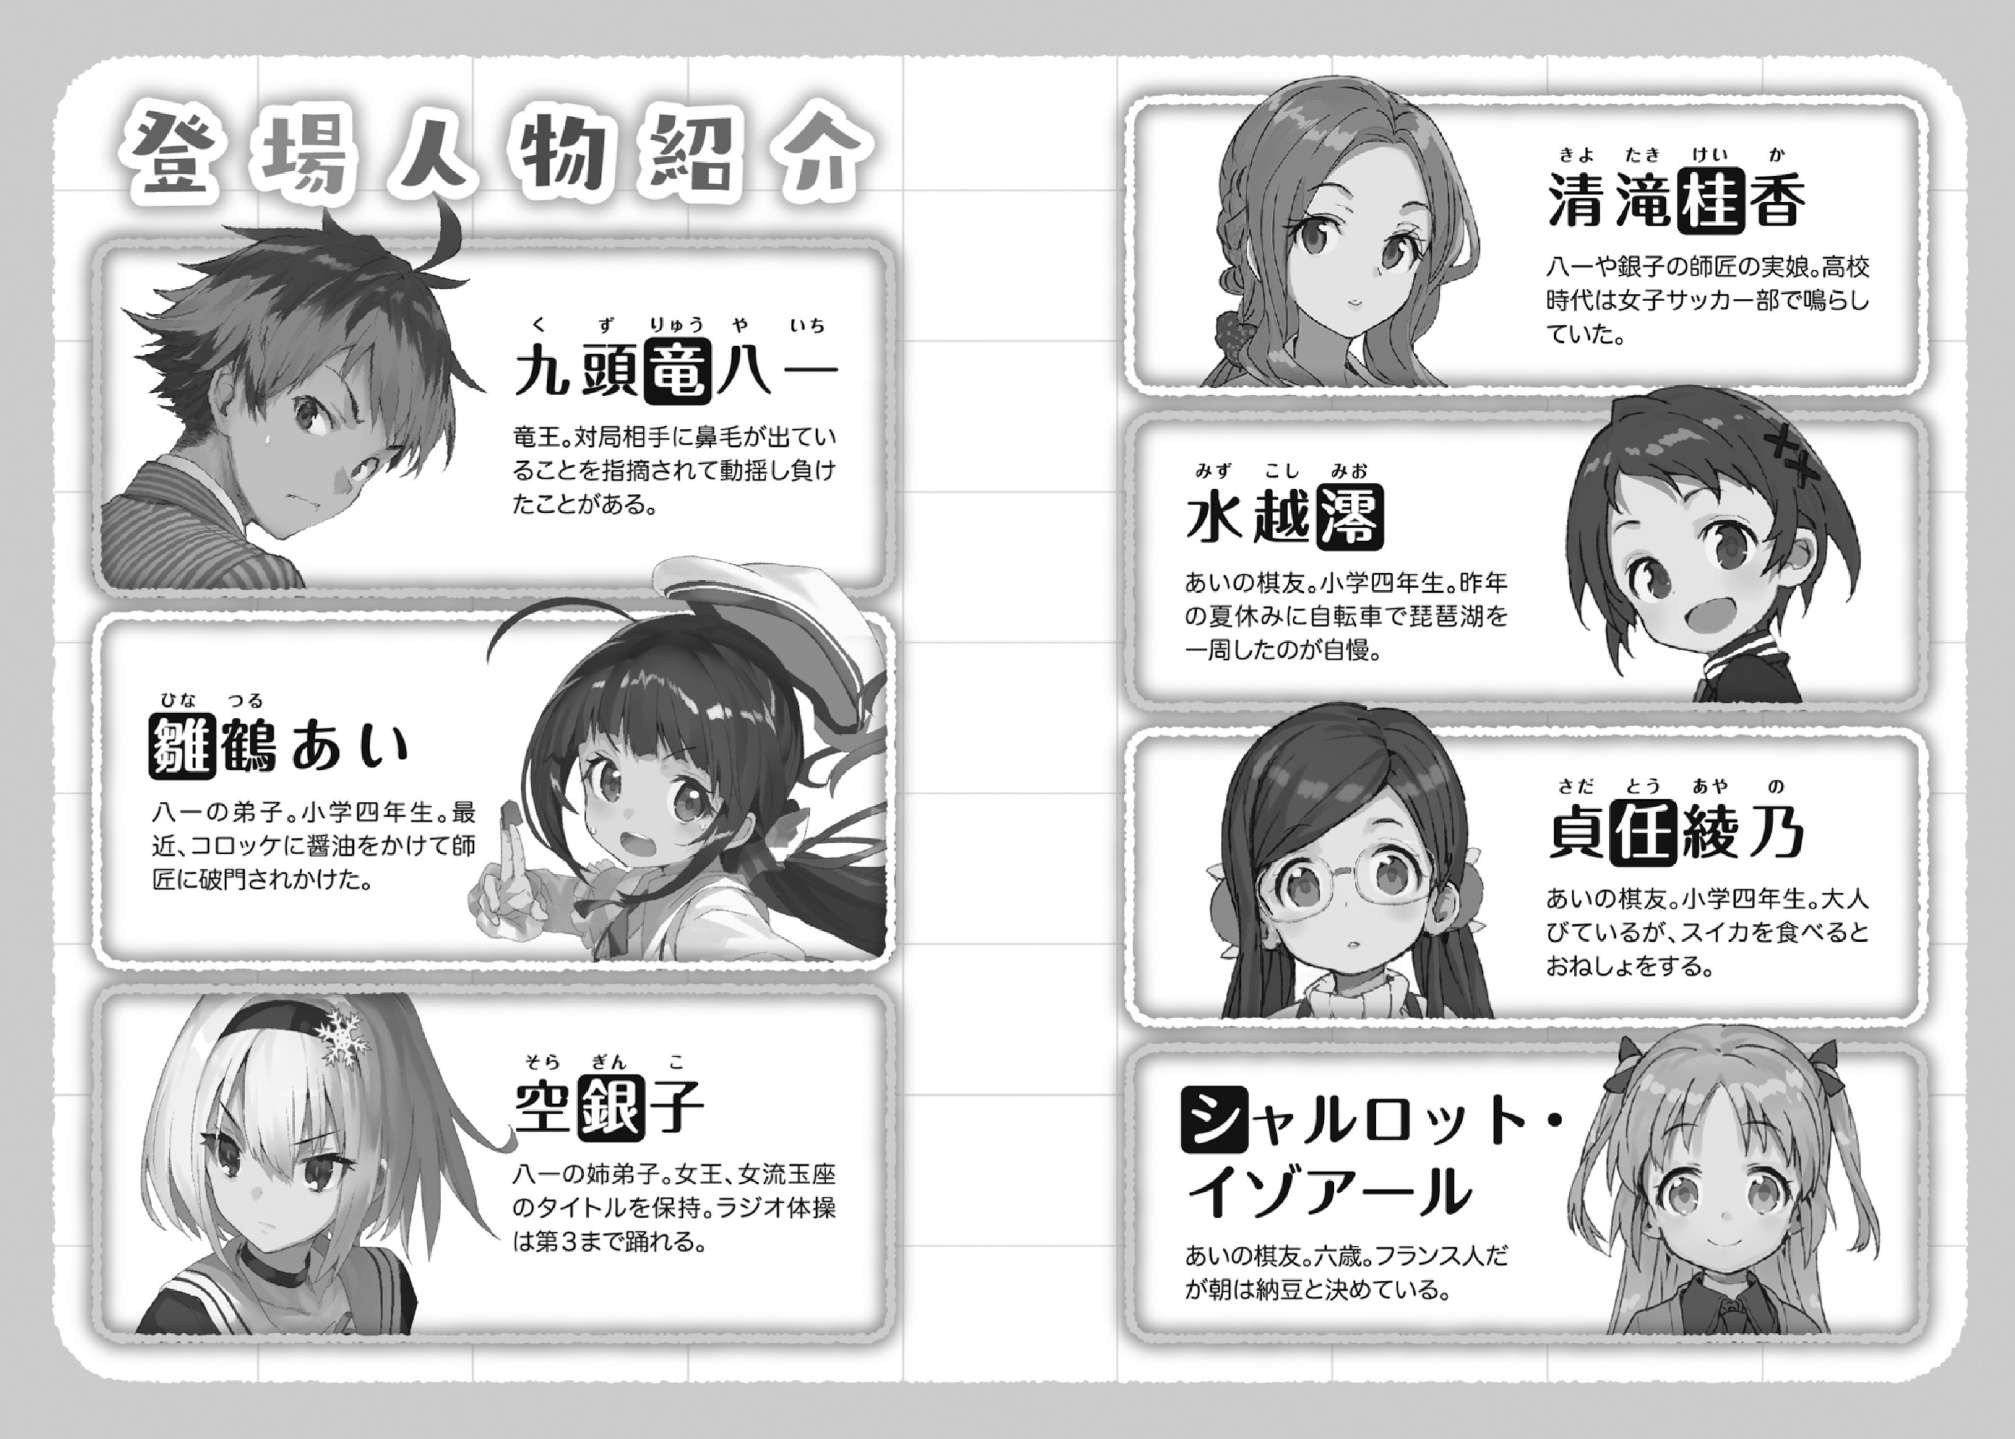 登場人物紹介
く ず りゅう や いち
九頭竜八一
竜王。対局相手に鼻毛が出てい
ることを指摘されて動揺し負け
たことがある。
ひな つる
雛鶴あい
八一の弟子。小学四年生。最
近、コロッケに醤油をかけて師
匠に破門されかけた。
そら ぎん こ
空銀子
八一の姉弟子。女王、女流玉座
のタイトルを保持。ラジオ体操
は第3まで踊れる。
きよ たき けい か
清滝桂香
八一や銀子の師匠の実娘。高校
時代は女子サッカー部で鳴らし
ていた。
みず こし みお
水越澪
あいの棋友。小学四年生。昨年
の夏休みに自転車で琵琶湖を
一周したのが自慢。
さだ とう あや の
貞任綾乃
あいの棋友。小学四年生。大人
びているが、スイカを食べると
おねしょをする。
シャルロット・
イゾアール
あいの棋友。六歳。フランス人だ
が朝は納豆と決めている。